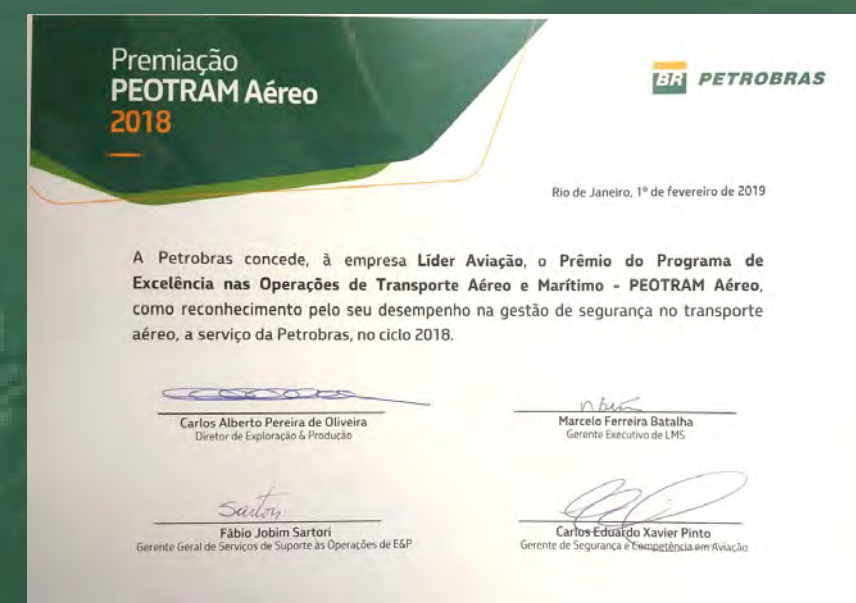 Premiação
PEOTRAM Aéreo
2018
BR PETROBRAS
Rio de Janeiro, 1º de fevereiro de 2019
A Petrobras concede, à empresa Líder Aviação, o Prêmio do Programa de
Excelência nas Operações de Transporte Aéreo e Marítimo - PEOTRAM Aéreo,
como reconhecimento pelo seu desempenho na gestão de segurança no transporte
aéreo, a serviço da Petrobras, no ciclo 2018.
Carlos Alberto Pereira de Oliveira
Diretor de Exploração & Produção
Marcelo Ferreira Batalha
Gerente Executivo de LMS
Sartori
Fábio Jobim Sartori
Gerente Geral de Serviços de Suporte às Operações de E&P
Carlos Eduardo Xavier Pinto
Gerente de Segurança e Competência em Aviação